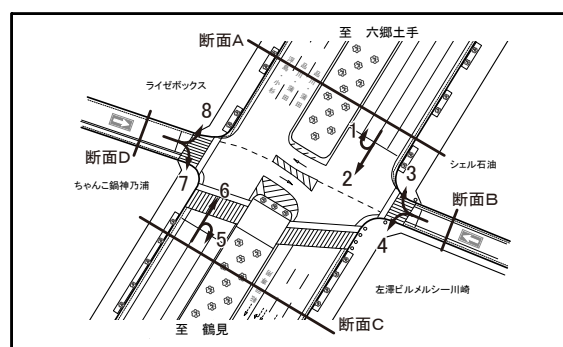 至 六郷土手
断面A
ライゼボックス
8
1
シェル石油
断面D
2
3
ちゃんこ鍋神乃浦
7
6
断面B
5
4
左澤ビルメルシー川崎
至 鶴見
断面C